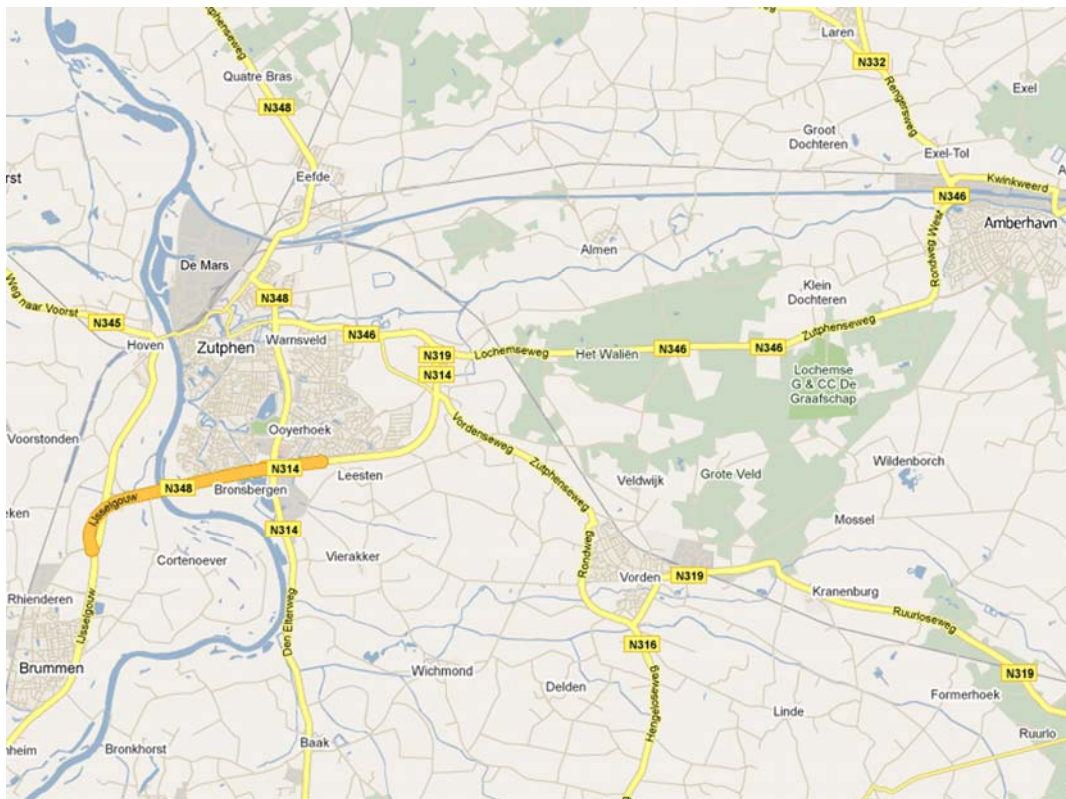 Laren
Zutphenseweg
N332
Quatre Bras
Exel
Rengersweg
N348
Groot
Dochteren
Exel-Tol
Eefde
Kwinkweerd
rst
N346
Amberhavn
Almen
De Mars
Rondweg West
Weg naar Voorst
Klein
Dochteren
N348
N345
Zutphenseweg
Hoven
Zutphen
Warnsveld
N346
N319
Lochemseweg
Het Waliën
N346
N346
N314
Lochemse
G & CC De
Graafschap
Vordenseweg
Ooyerhoek
Voorstonden
Zutphenseweg
N314
Leesten
Veldwijk
Grote Veld
Wildenborch
IJsselgouw
N348
Bronsbergen
eken
Mossel
N314
Cortenoever
Vierakker
Rondweg
Vorden
N319
Kranenburg
Rhienderen
IJsselgouw
Ruurloseweg
Den Elterweg
N316
Brummen
Wichmond
Hengeloseweg
N319
Delden
Formerhoek
Linde
nheim
Bronkhorst
Baak
Ruurlo